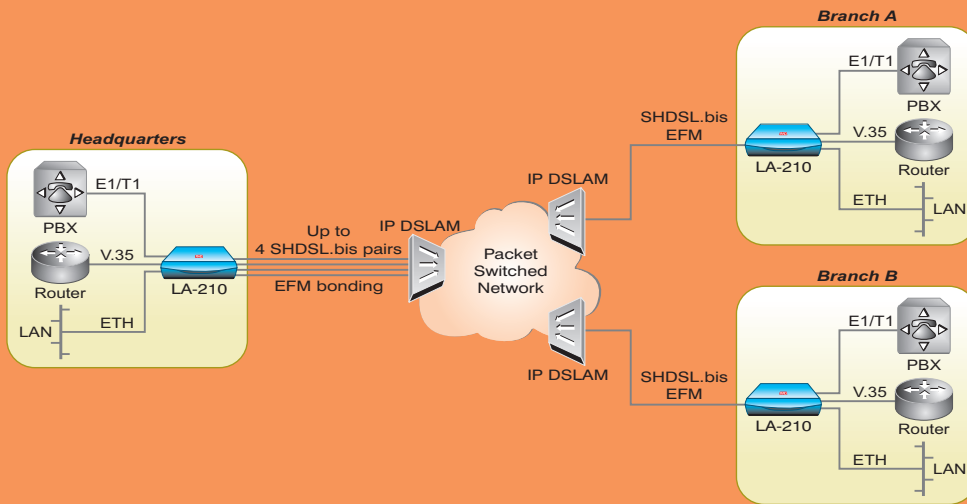 Headquarters
E1/T1
PBX
V.35
Router
LA-210
LAN
ETH
Up to
4 SHDSL.bis pairs
EFM bonding
IP DSLAM
Packet
Switched
Network
IP DSLAM
IP DSLAM
SHDSL.bis
EFM
Branch A
E1/T1
PBX
V.35
Router
LA-210
ETH
LAN
SHDSL.bis
EFM
Branch B
E1/T1
PBX
V.35
Router
LA-210
ETH
LAN